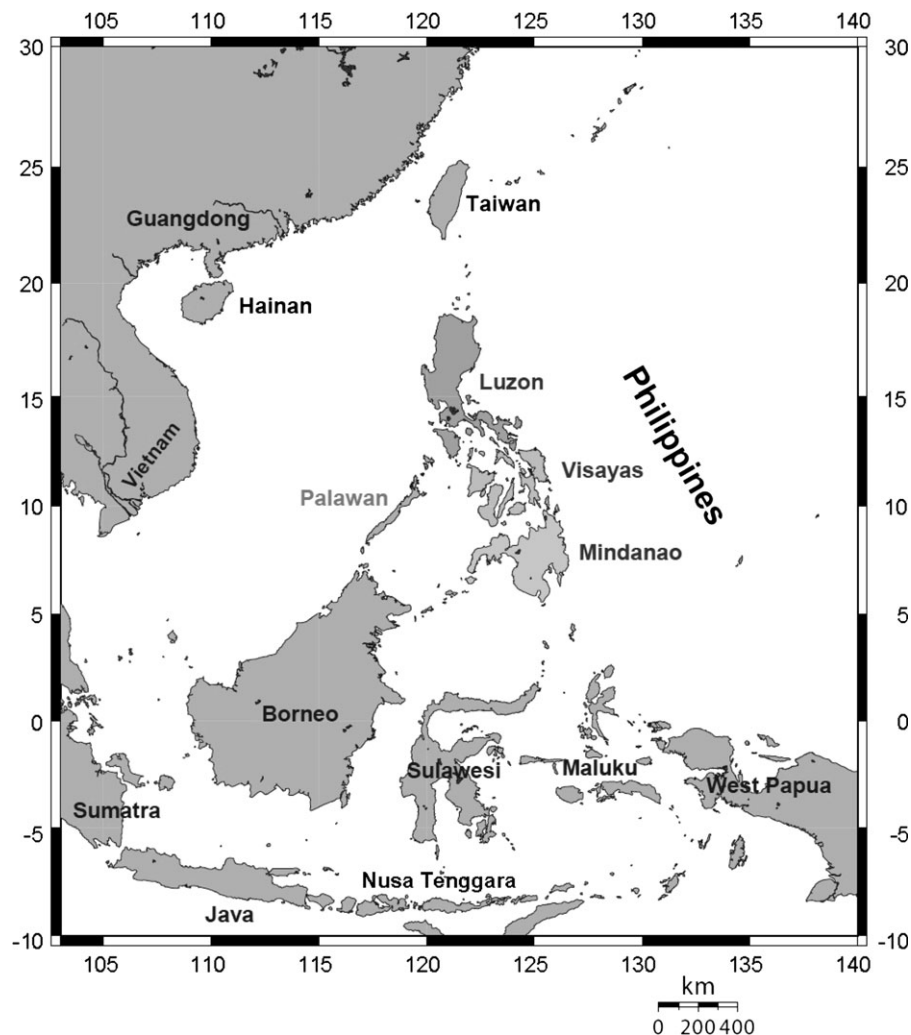 105 110 115 120 125 130 135 140
30 30
25 25
Taiwan
Guangdong
20 20
Hainan
Luzon
Philippines
15 15
Vietnam
Visayas
Palawan
10 10
Mindanao
5 5
Borneo
0 0
Sulawesi
Maluku
West Papua
Sumatra
-5 -5
Nusa Tenggara
Java
-10 -10
105 110 115 120 125 130 135 140
km
0 200 400